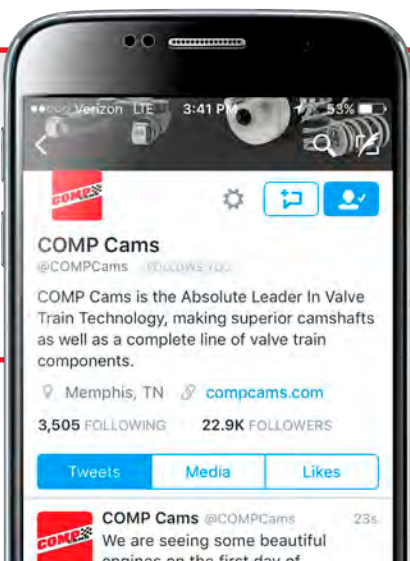 Verizon LTE 3:41 PM 53%
COMP
COMP Cams
@COMPCams FOLLOWS YOU
COMP Cams is the Absolute Leader In Valve
Train Technology, making superior camshafts
as well as a complete line of valve train
components.
Memphis, TN compcams.com
3,505 FOLLOWING 22.9K FOLLOWERS
Tweets Media Likes
COMP
COMP Cams @COMPCams 23s
We are seeing some beautiful
engines on the first day of